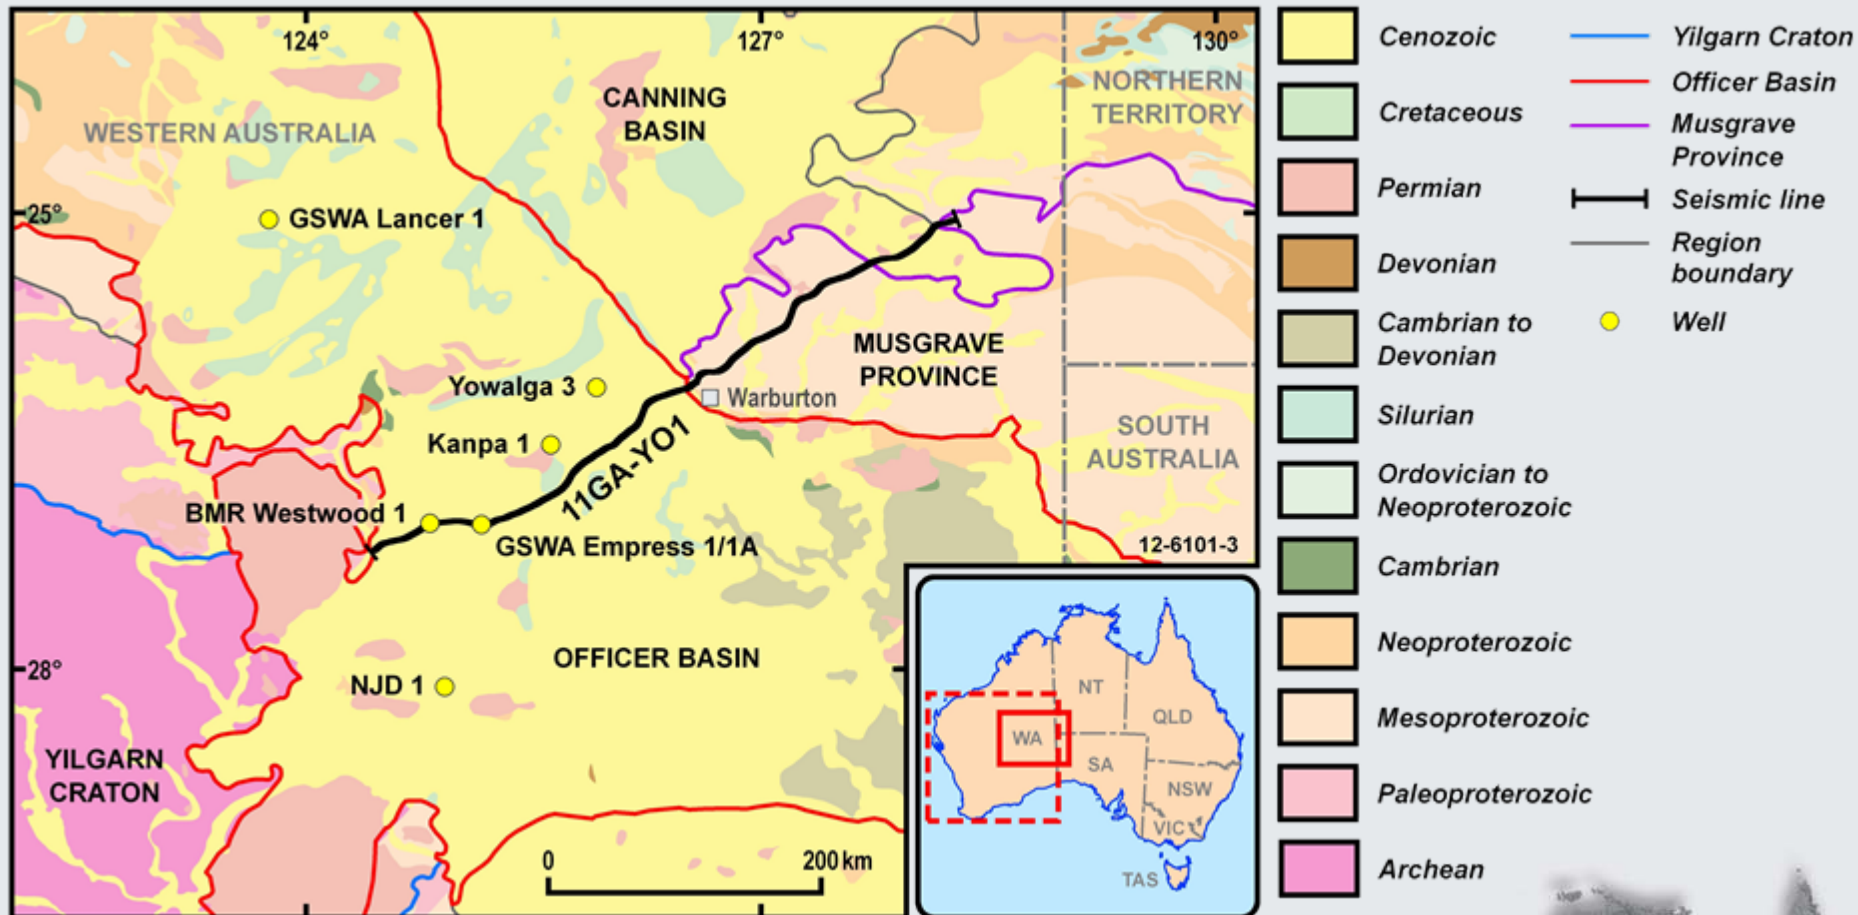 124°
127°
130°
CANNING
BASIN
NORTHERN
TERRITORY
WESTERN AUSTRALIA
25°
GSWA Lancer 1
MUSGRAVE
PROVINCE
Yowalga 3
Warburton
Kanpa 1
11GA-YO1
SOUTH
AUSTRALIA
BMR Westwood 1
GSWA Empress 1/1A
12-6101-3
28°
OFFICER BASIN
NJD 1
YILGARN
CRATON
0
200 km
NT
QLD
WA
SA
NSW
VIC
TAS
Cenozoic
Cretaceous
Permian
Devonian
Cambrian to
Devonian
Silurian
Ordovician to
Neoproterozoic
Cambrian
Neoproterozoic
Mesoproterozoic
Paleoproterozoic
Archean
Yilgarn Craton
Officer Basin
Musgrave
Province
Seismic line
Region
boundary
Well